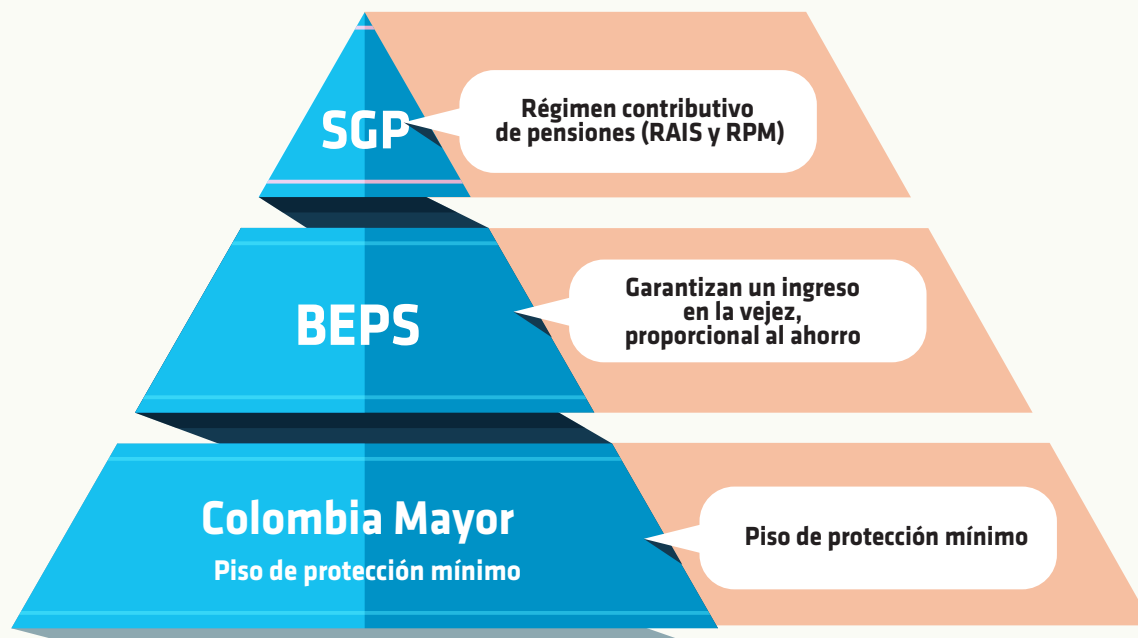 SGP
Régimen contributivo
de pensiones (RAIS y RPM)
BEPS
Garantizan un ingreso
en la vejez,
proporcional al ahorro
Colombia Mayor
Piso de protección mínimo
Piso de protección mínimo